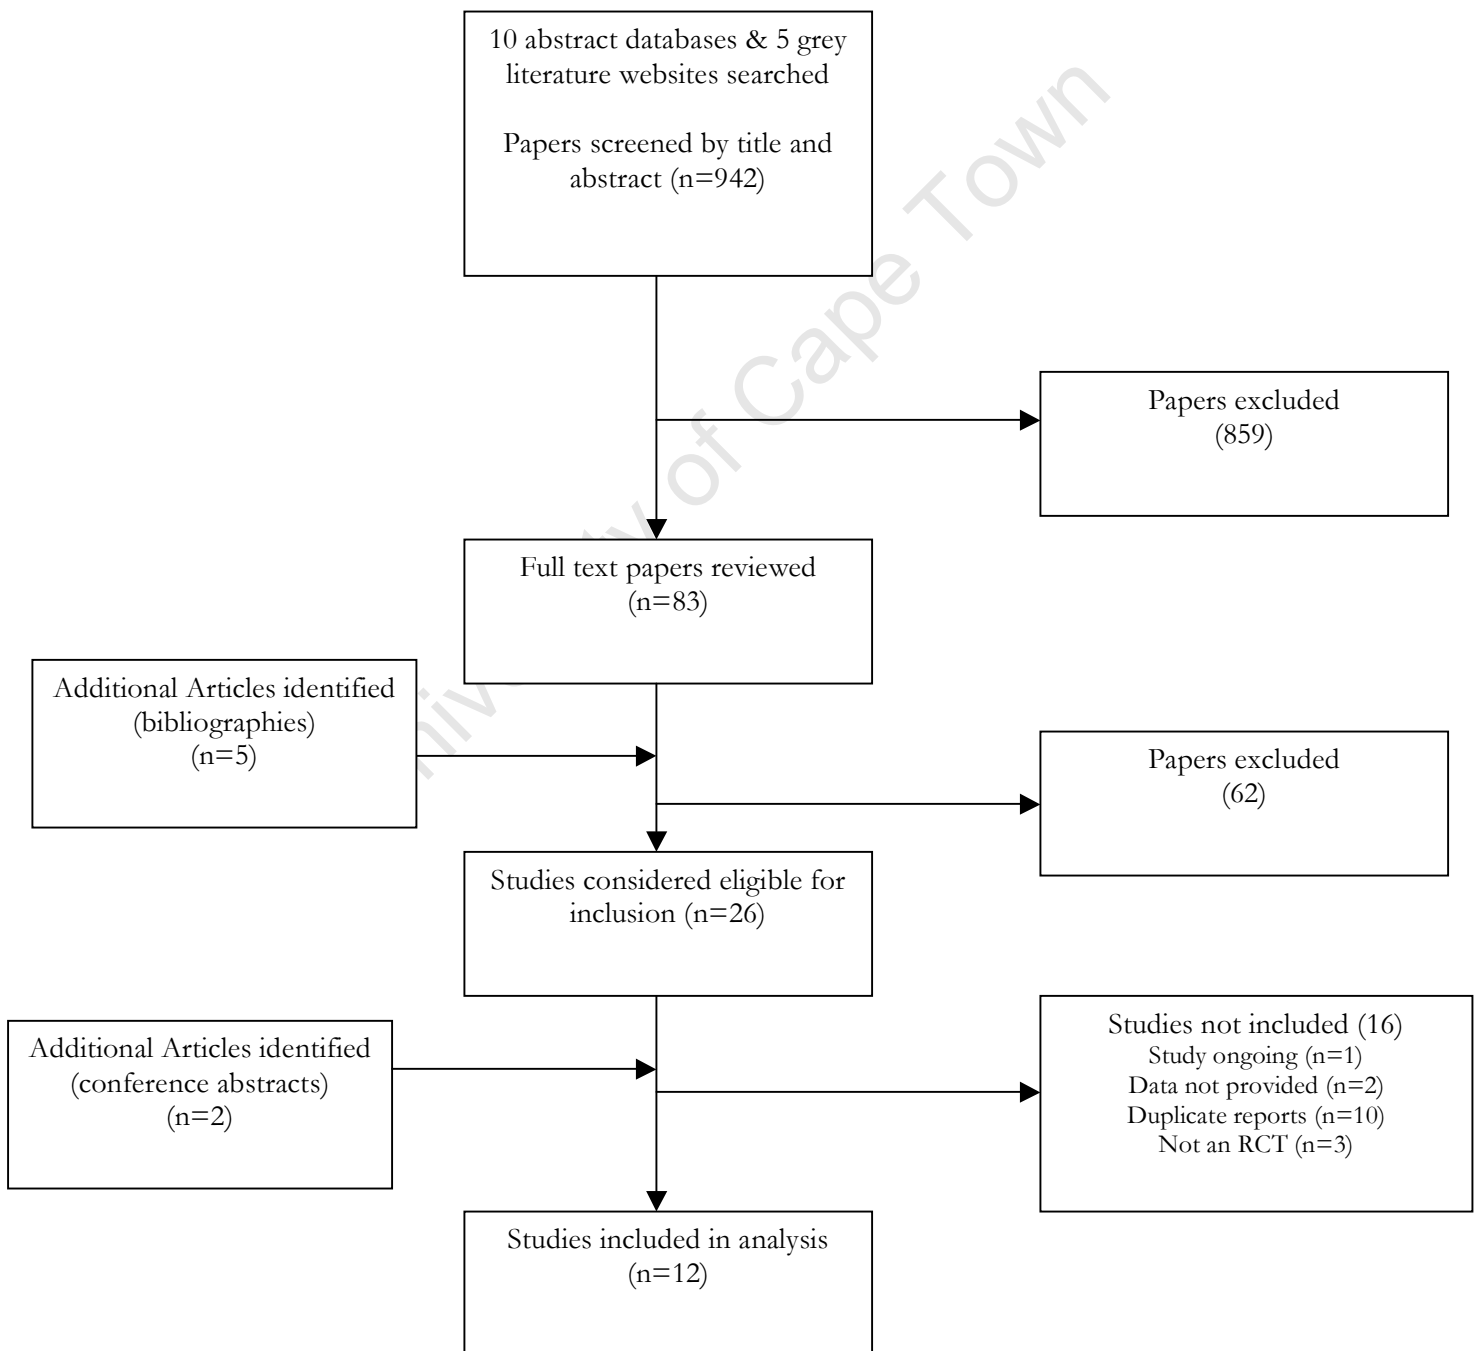 10 abstract databases & 5 grey
literature websites searched
Papers screened by title and
abstract (n=942)
Papers excluded
(859)
Full text papers reviewed
(n=83)
Additional Articles identified
(bibliographies)
(n=5)
Papers excluded
(62)
Studies considered eligible for
inclusion (n=26)
Additional Articles identified
(conference abstracts)
(n=2)
Studies not included (16)
Study ongoing (n=1)
Data not provided (n=2)
Duplicate reports (n=10)
Not an RCT (n=3)
Studies included in analysis
(n=12)
of Cape Town